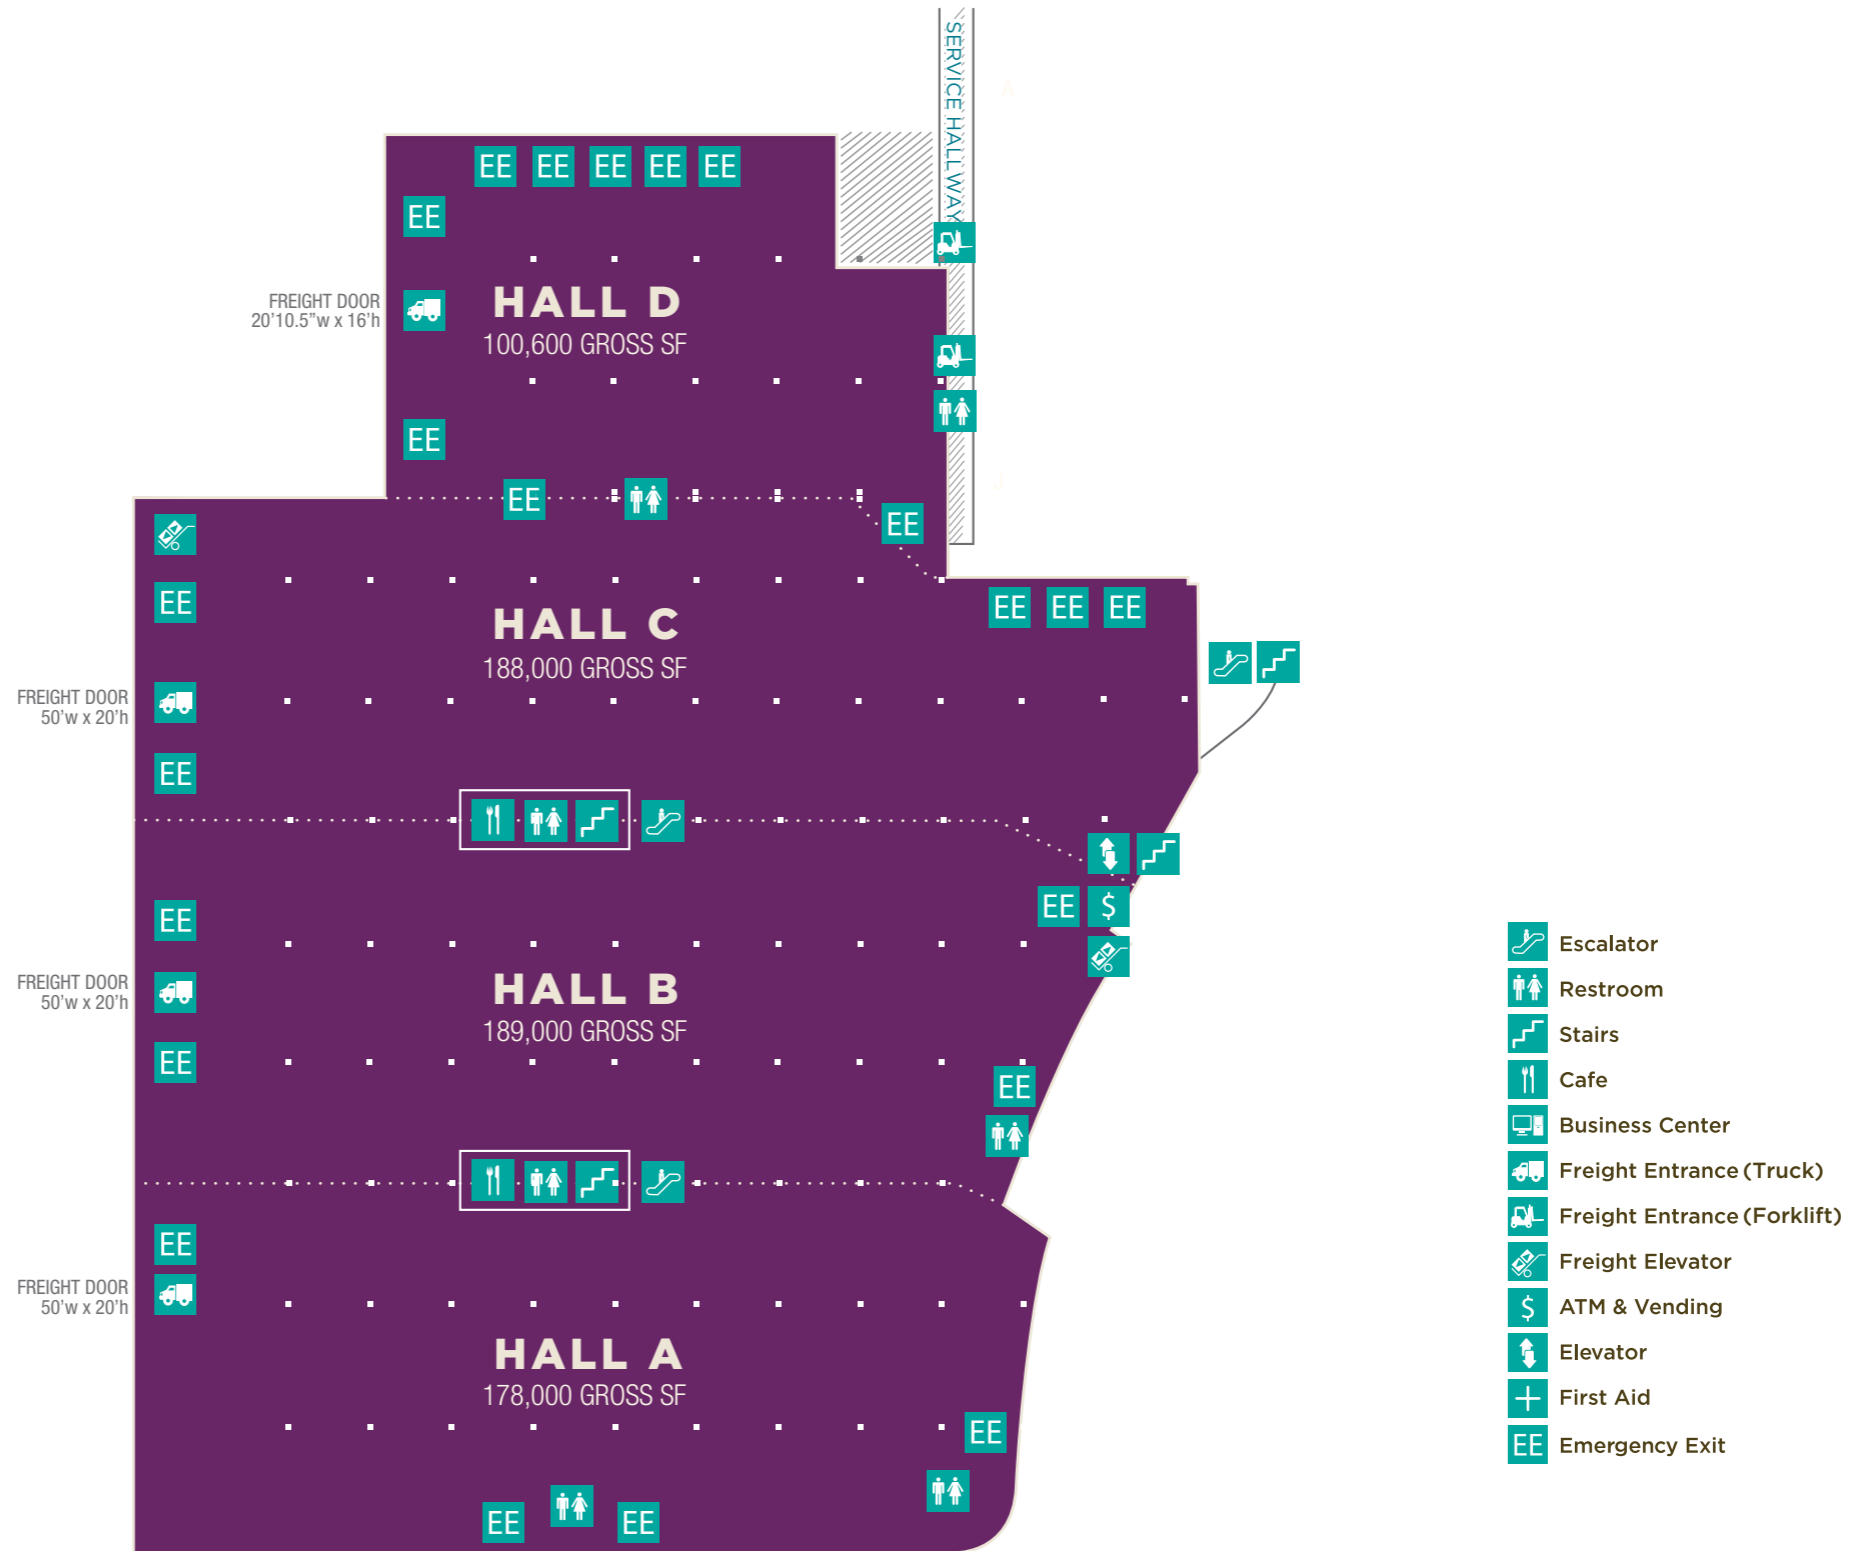 SERVICE HALLWAY
A
EE EE EE EE EE
EE
HALL D
100,600 GROSS SF
FREIGHT DOOR
20'10.5"w x 16'h
EE
J
EE
EE
EE
EE EE EE
HALL C
188,000 GROSS SF
FREIGHT DOOR
50'w x 20'h
EE
EE
EE $
HALL B
189,000 GROSS SF
FREIGHT DOOR
50'w x 20'h
EE
EE
EE
FREIGHT DOOR
50'w x 20'h
HALL A
178,000 GROSS SF
EE
EE EE
Escalator
Restroom
Stairs
Cafe
Business Center
Freight Entrance (Truck)
Freight Entrance (Forklift)
Freight Elevator
$ ATM & Vending
Elevator
First Aid
EE Emergency Exit